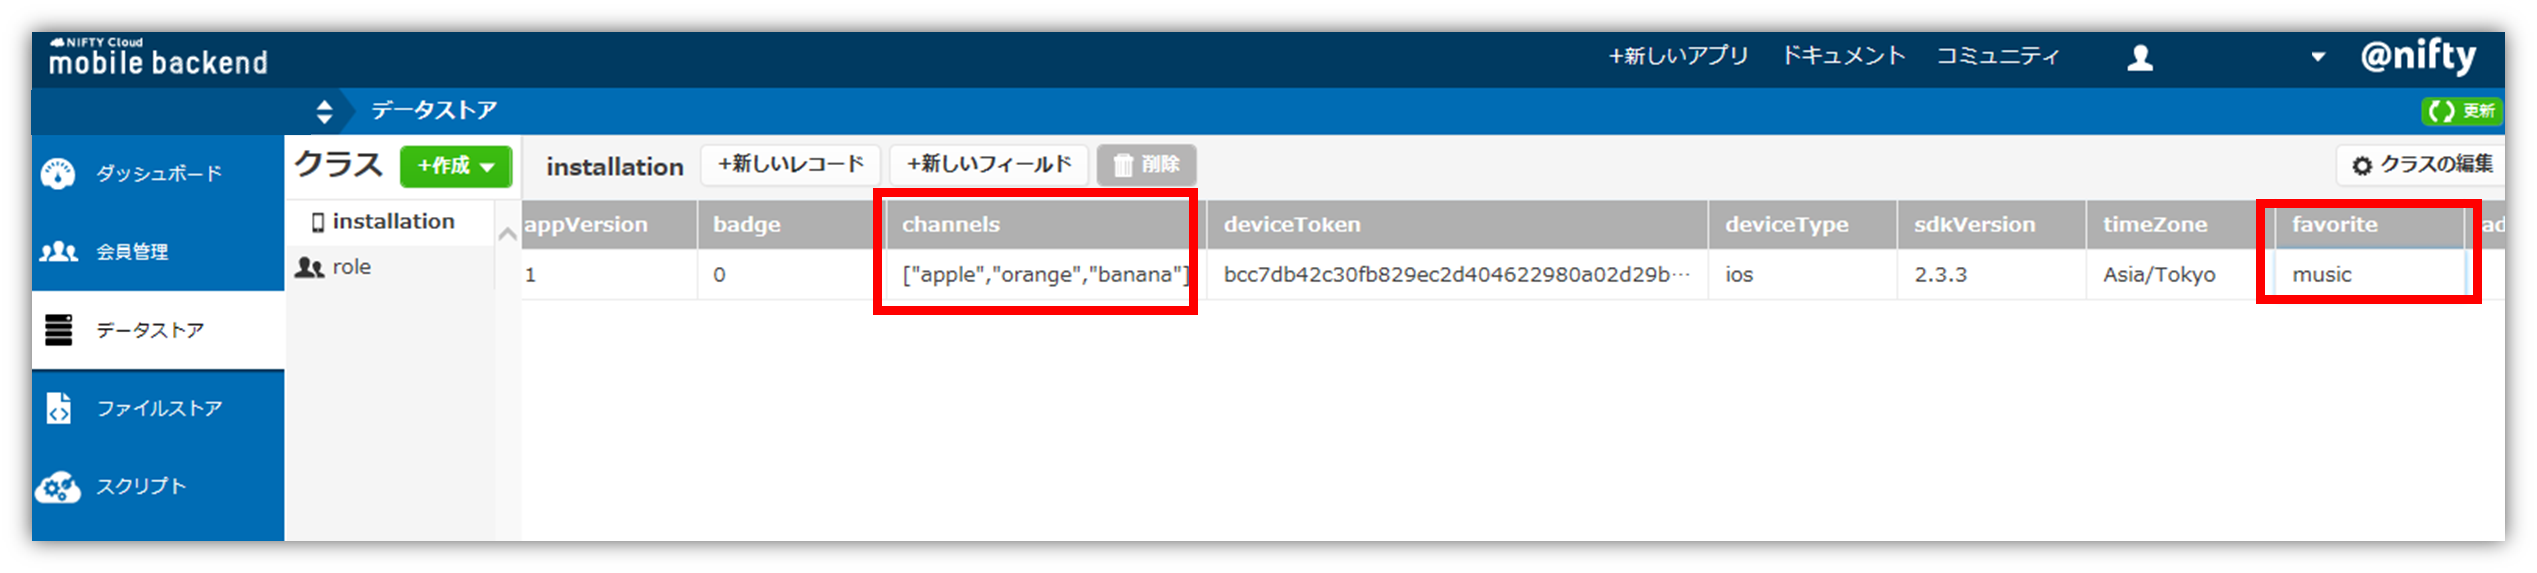 NIFTY Cloud
mobile backend
+新しいアプリ ドキュメント コミュニティ @nifty
データストア 更新
ダッシュボード
会員管理
データストア
ファイルストア
スクリプト
クラス +作成
installation
role
installation +新しいレコード +新しいフィールド 削除 クラスの編集
appVersion badge channels deviceToken deviceType sdkVersion timeZone favorite ad
1 0 ["apple","orange","banana"] bcc7db42c30fb829ec2d404622980a02d29b… ios 2.3.3 Asia/Tokyo music